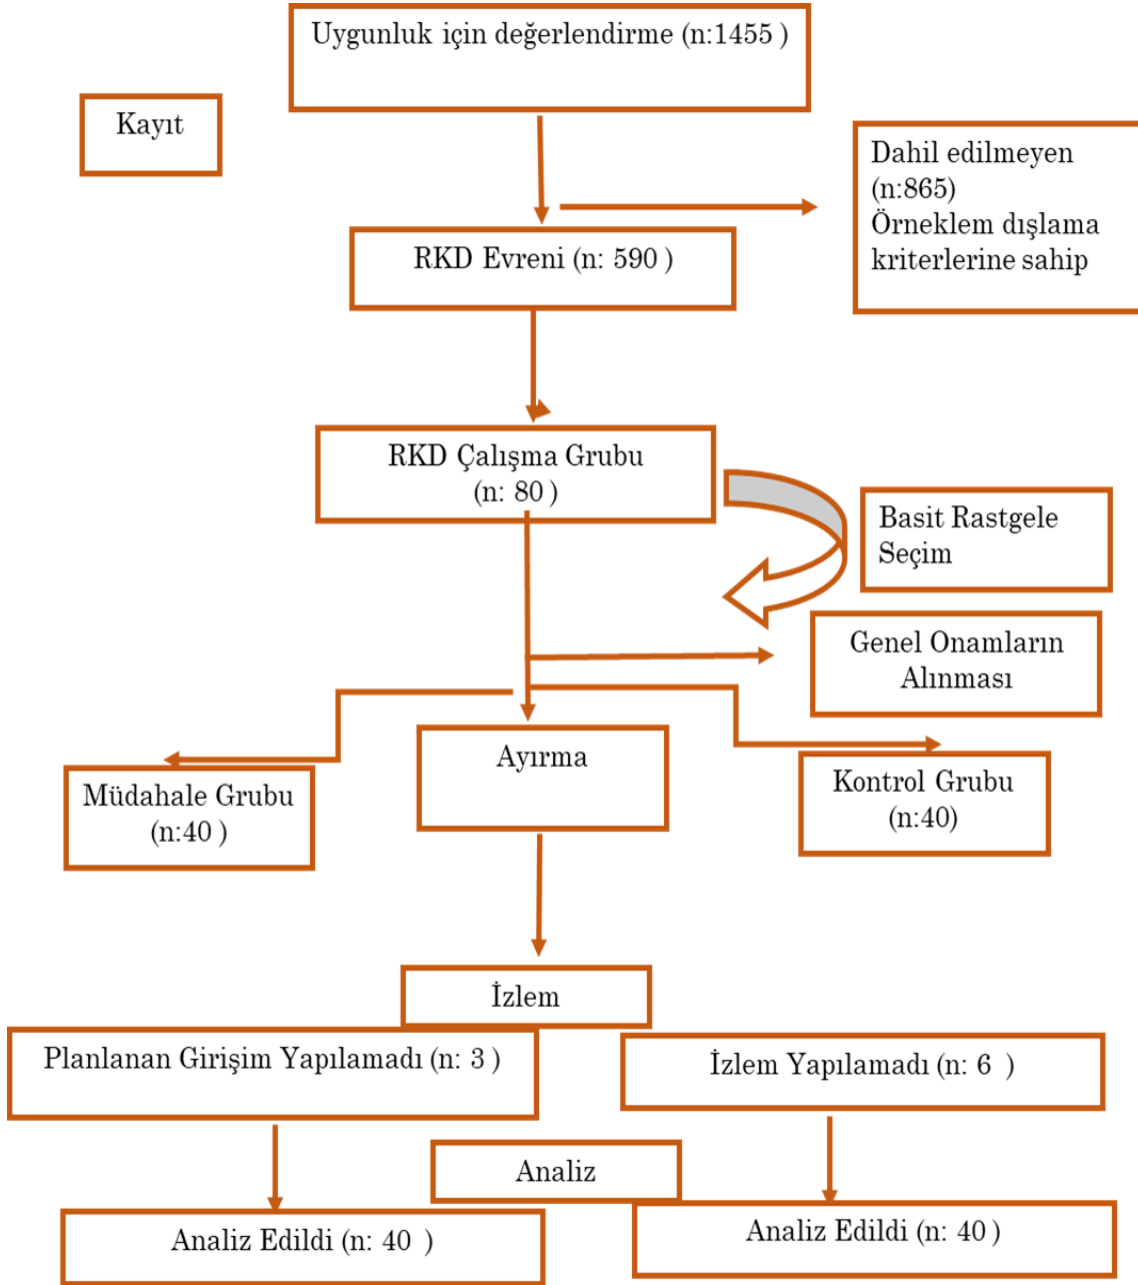 Uygunluk için değerlendirme (n:1455 )
Kayıt
Dahil edilmeyen
(n:865)
Örneklem dışlama
kriterlerine sahip
RKD Evreni (n: 590 )
RKD Çalışma Grubu
(n: 80 )
Basit Rastgele
Seçim
Genel Onamların
Alınması
Ayırma
Müdahale Grubu
(n:40 )
Kontrol Grubu
(n:40)
İzlem
Planlanan Girişim Yapılamadı (n: 3 )
İzlem Yapılamadı (n: 6 )
Analiz
Analiz Edildi (n: 40 )
Analiz Edildi (n: 40 )